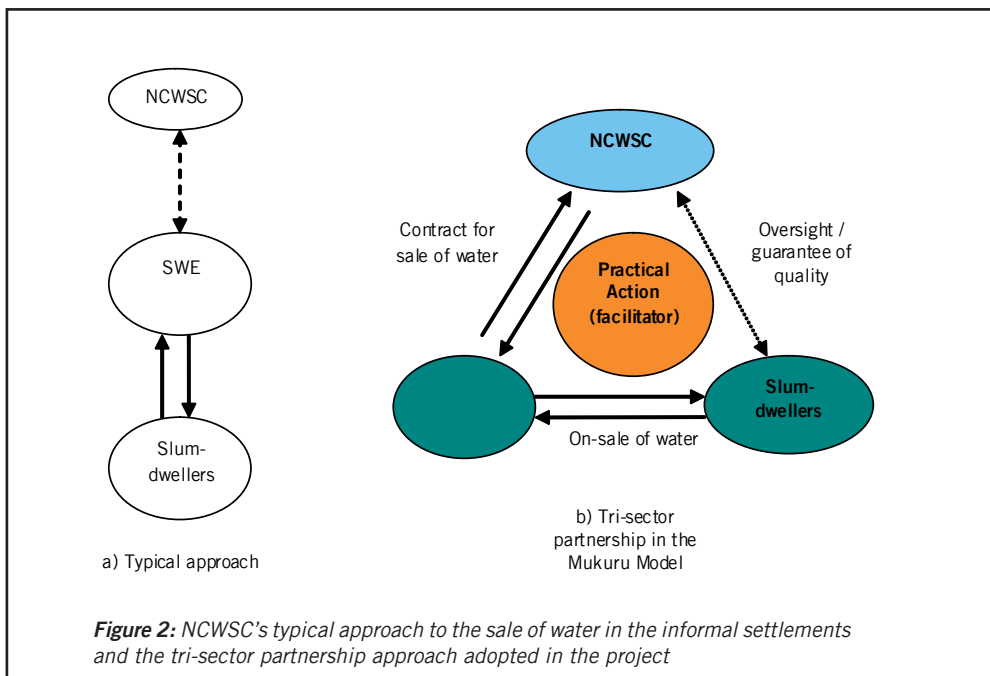 NCWSC
SWE
Slum-
dwellers
a) Typical approach
NCWSC
Contract for
sale of water
Oversight /
guarantee of
quality
Practical
Action
(facilitator)
Slum-
dwellers
On-sale of water
b) Tri-sector
partnership in the
Mukuru Model
Figure 2: NCWSC's typical approach to the sale of water in the informal settlements
and the tri-sector partnership approach adopted in the project